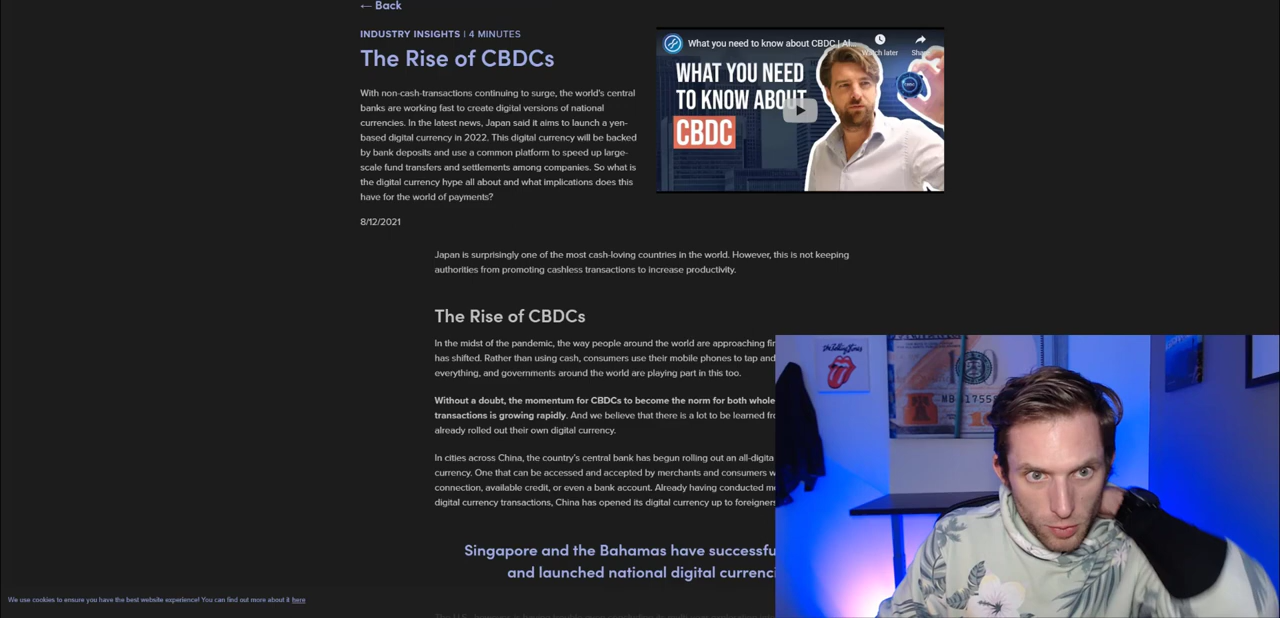 ← Back
INDUSTRY INSIGHTS | 4 MINUTES
The Rise of CBDCs
With non-cash-transactions continuing to surge, the world's central
banks are working fast to create digital versions of national
currencies. In the latest news, Japan said it aims to launch a yen-
based digital currency in 2022. This digital currency will be backed
by bank deposits and use a common platform to speed up large-
scale fund transfers and settlements among companies. So what is
the digital currency hype all about and what implications does this
have for the world of payments?
8/12/2021
What you need to know about CBDC | Al...
Watch later
WHAT YOU NEED
TO KNOW ABOUT
CBDC
Japan is surprisingly one of the most cash-loving countries in the world. However, this is not keeping
authorities from promoting cashless transactions to increase productivity.
The Rise of CBDCs
In the midst of the pandemic, the way people around the world are approaching
has shifted. Rather than using cash, consumers use their mobile phones to tap and
everything, and governments around the world are playing part in this too.
Without a doubt, the momentum for CBDCs to become the norm for both whole
transactions is growing rapidly. And we believe that there is a lot to be learned
already rolled out their own digital currency.
In cities across China, the country's central bank has begun rolling out an all-digita
currency. One that can be accessed and accepted by merchants and consumers
connection, available credit, or even a bank account. Already having conducted
digital currency transactions, China has opened its digital currency up to foreigners
Singapore and the Bahamas have successfu
and launched national digital currenci
We use cookies to ensure you have the best website experience! You can find out more about it here